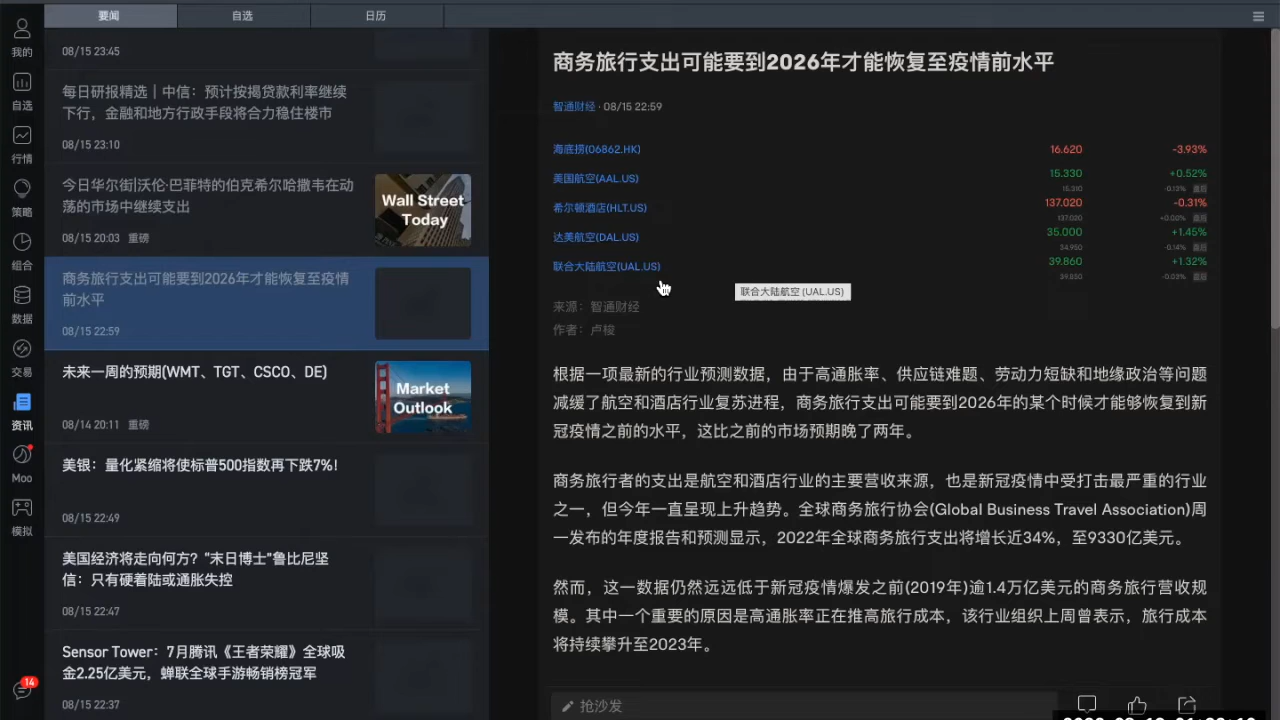 要闻
自选
日历
我的
自选
行情
策略
组合
数据
交易
资讯
Moo
模拟
14
08/15 23:45
每日研报精选｜中信：预计按揭贷款利率继续
下行，金融和地方行政手段将合力稳住楼市
08/15 23:10
今日华尔街|沃伦·巴菲特的伯克希尔哈撒韦在动
荡的市场中继续支出
08/15 20:03 重磅
Wall Street
Today
商务旅行支出可能要到2026年才能恢复至疫情
前水平
08/15 22:59
未来一周的预期(WMT、TGT、CSCO、DE)
08/14 20:11 重磅
Market
Outlook
美银：量化紧缩将使标普500指数再下跌7%！
08/15 22:49
美国经济将走向何方？"末日博士"鲁比尼坚
信：只有硬着陆或通胀失控
08/15 22:47
Sensor Tower：7月腾讯《王者荣耀》全球吸
金2.25亿美元，蝉联全球手游畅销榜冠军
08/15 22:37
商务旅行支出可能要到2026年才能恢复至疫情前水平
智通财经 · 08/15 22:59
海底捞(06862.HK) 16.620 -3.93%
美国航空(AAL.US) 15.330 +0.52%
15.310 -0.13% 盘后
希尔顿酒店(HLT.US) 137.020 -0.31%
137.020 +0.00% 盘后
达美航空(DAL.US) 35.000 +1.45%
34.950 -0.14% 盘后
联合大陆航空(UAL.US) 39.860 +1.32%
39.850 -0.03% 盘后
联合大陆航空 (UAL.US)
来源：智通财经
作者：卢梭
根据一项最新的行业预测数据，由于高通胀率、供应链难题、劳动力短缺和地缘政治等问题
减缓了航空和酒店行业复苏进程，商务旅行支出可能要到2026年的某个时候才能够恢复到新
冠疫情之前的水平，这比之前的市场预期晚了两年。
商务旅行者的支出是航空和酒店行业的主要营收来源，也是新冠疫情中受打击最严重的行业
之一，但今年一直呈现上升趋势。全球商务旅行协会(Global Business Travel Association)周
一发布的年度报告和预测显示，2022年全球商务旅行支出将增长近34%，至9330亿美元。
然而，这一数据仍然远远低于新冠疫情爆发之前(2019年)逾1.4万亿美元的商务旅行营收规
模。其中一个重要的原因是高通胀率正在推高旅行成本，该行业组织上周曾表示，旅行成本
将持续攀升至2023年。
抢沙发